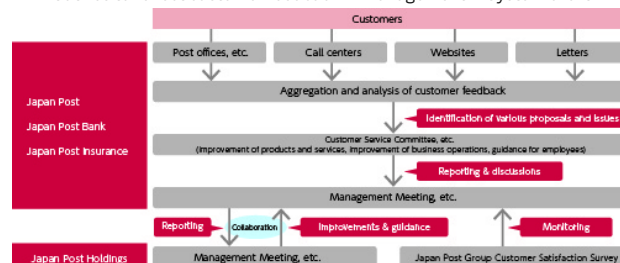 Customers
Post offices, etc.
Call centers
Websites
Letters
Aggregation and analysis of customer feedback
Japan Post
Japan Post Bank
Japan Post Insurance
Identification of various proposals and issues
Customer Service Committee, etc.
(improvement of products and services, improvement of business operations, guidance for employees)
Reporting & discussions
Management Meeting, etc.
Reporting
Collaboration
Improvements & guidance
Monitoring
Japan Post Holdings
Management Meeting, etc.
Japan Post Group Customer Satisfaction Survey